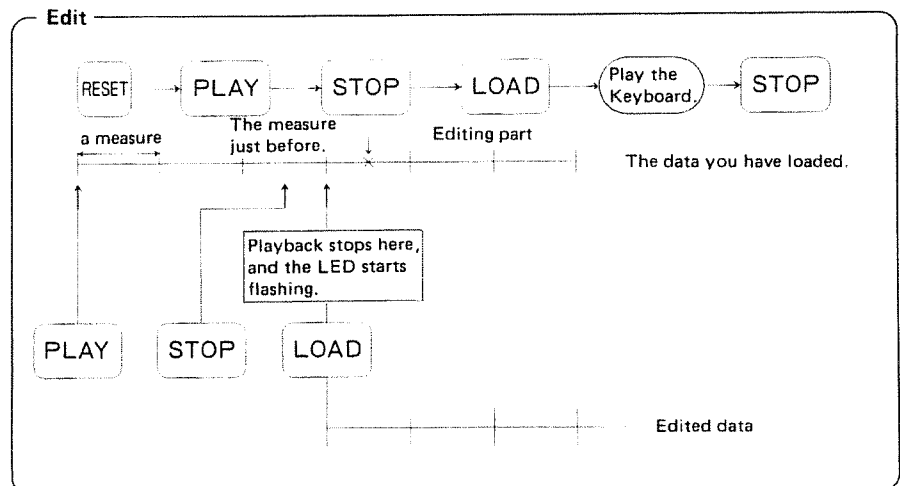 Edit
RESET
PLAY
STOP
LOAD
Play the
Keyboard.
STOP
a measure
The measure
just before.
Editing part
The data you have loaded.
Playback stops here,
and the LED starts
flashing.
PLAY
STOP
LOAD
Edited data